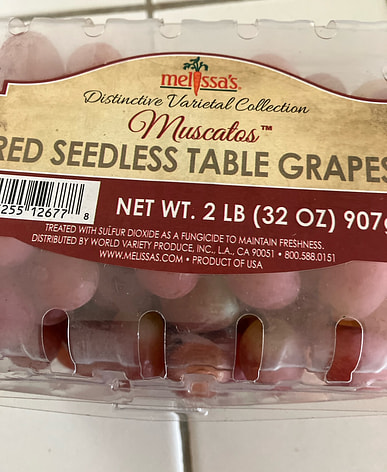 melissa's
Distinctive Varietal Collection
Muscatos™
RED SEEDLESS TABLE GRAPES
255 12677 8
NET WT. 2 LB (32 OZ) 907g
TREATED WITH SULFUR DIOXIDE AS A FUNGICIDE TO MAINTAIN FRESHNESS.
DISTRIBUTED BY WORLD VARIETY PRODUCE, INC., L.A., CA 90051 • 800.588.0151
WWW.MELISSAS.COM • PRODUCT OF USA